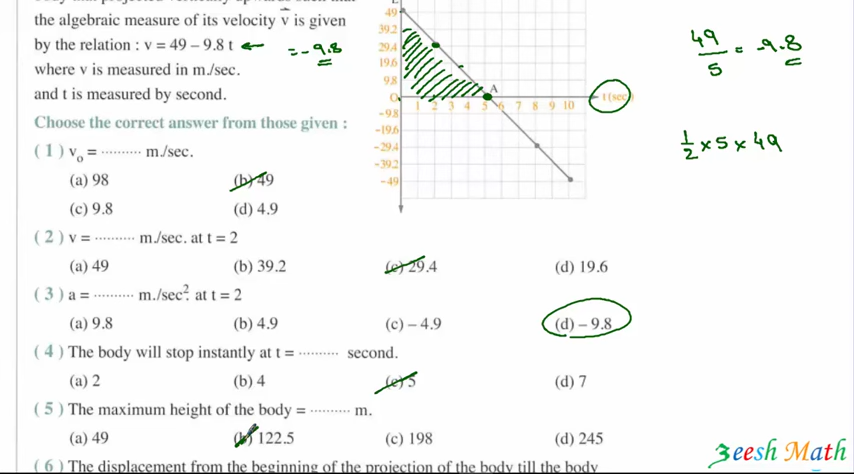 the algebraic measure of its velocity v is given
by the relation : v = 49 – 9.8 t ← = -9.8
where v is measured in m./sec.
and t is measured by second.
Choose the correct answer from those given :
( 1 ) v₀ = ·········· m./sec.
(a) 98 (b) 49
(c) 9.8 (d) 4.9
( 2 ) v = ·········· m./sec. at t = 2
(a) 49 (b) 39.2 (c) 29.4 (d) 19.6
( 3 ) a = ·········· m./sec². at t = 2
(a) 9.8 (b) 4.9 (c) – 4.9 (d) – 9.8
( 4 ) The body will stop instantly at t = ·········· second.
(a) 2 (b) 4 (c) 5 (d) 7
( 5 ) The maximum height of the body = ·········· m.
(a) 49 (b) 122.5 (c) 198 (d) 245
( 6 ) The displacement from the beginning of the projection of the body till the body
49
39.2
29.4
19.6
9.8
O 1 2 3 4 5 6 7 8 9 10 t (sec)
A
-9.8
-19.6
-29.4
-39.2
-49
49/5 = -9.8
1/2 × 5 × 49
Zeesh Math